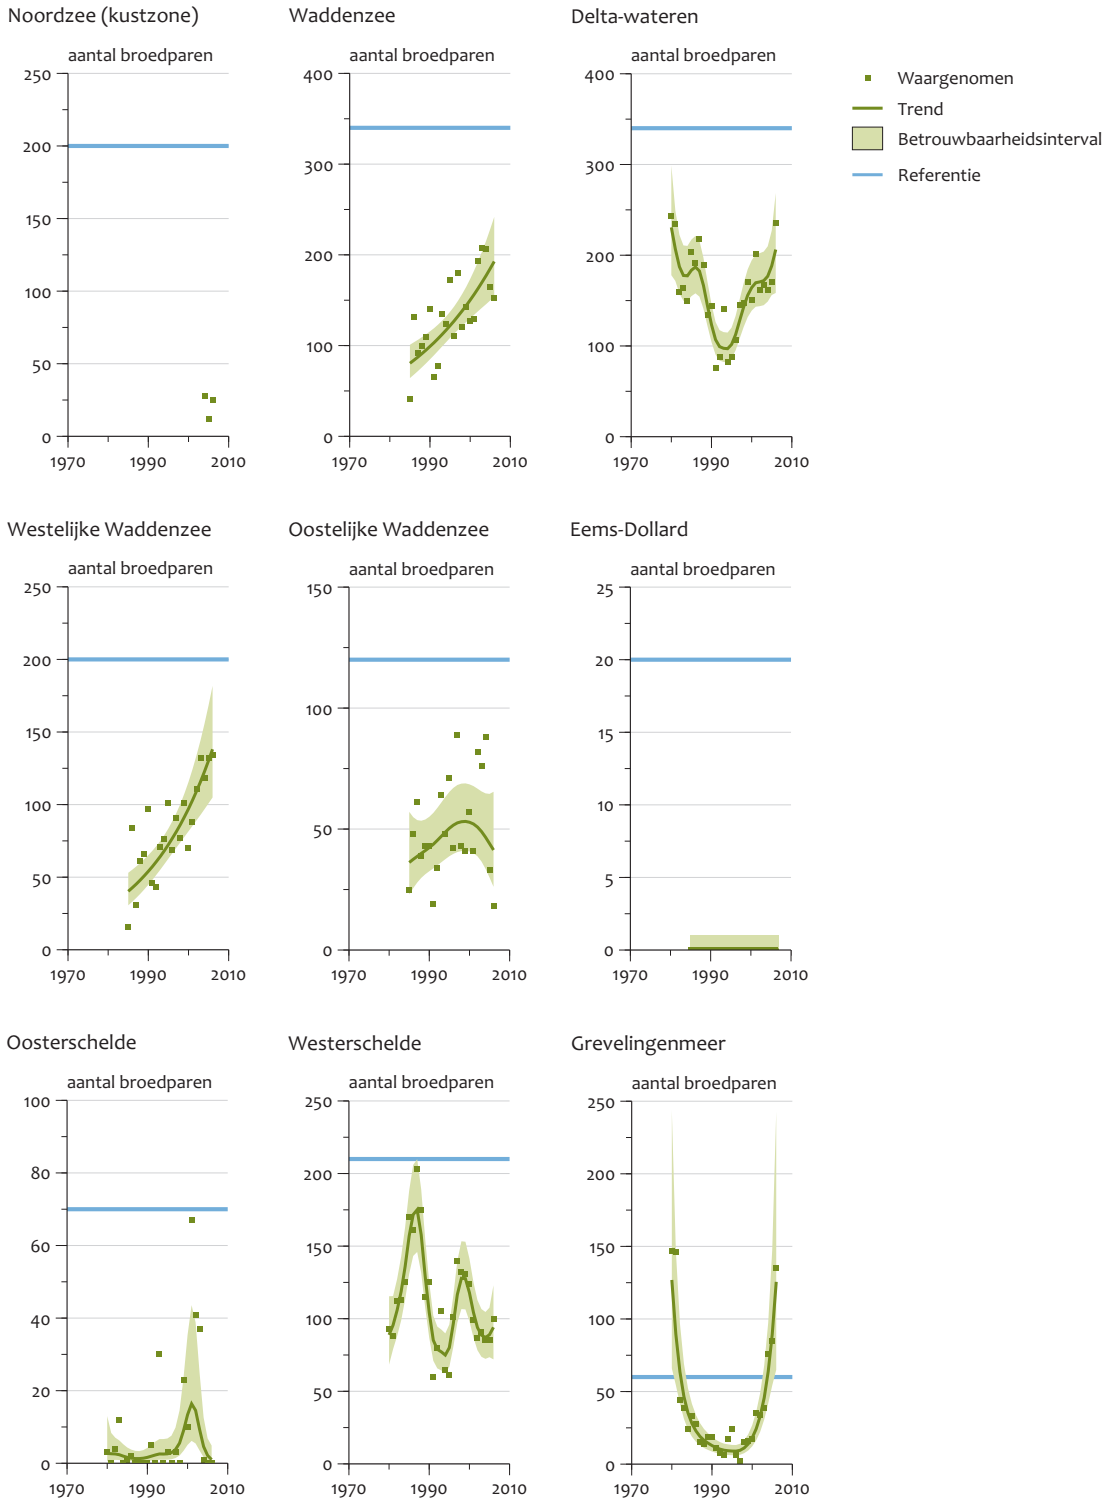 Noordzee (kustzone)
aantal broedparen
250
200
150
100
50
0
1970 1990 2010
Waddenzee
aantal broedparen
400
300
200
100
0
1970 1990 2010
Delta-wateren
aantal broedparen
400
300
200
100
0
1970 1990 2010
Waargenomen
Trend
Betrouwbaarheidsinterval
Referentie
Westelijke Waddenzee
aantal broedparen
250
200
150
100
50
0
1970 1990 2010
Oostelijke Waddenzee
aantal broedparen
150
100
50
0
1970 1990 2010
Eems-Dollard
aantal broedparen
25
20
15
10
5
0
1970 1990 2010
Oosterschelde
aantal broedparen
100
80
60
40
20
0
1970 1990 2010
Westerschelde
aantal broedparen
250
200
150
100
50
0
1970 1990 2010
Grevelingenmeer
aantal broedparen
250
200
150
100
50
0
1970 1990 2010